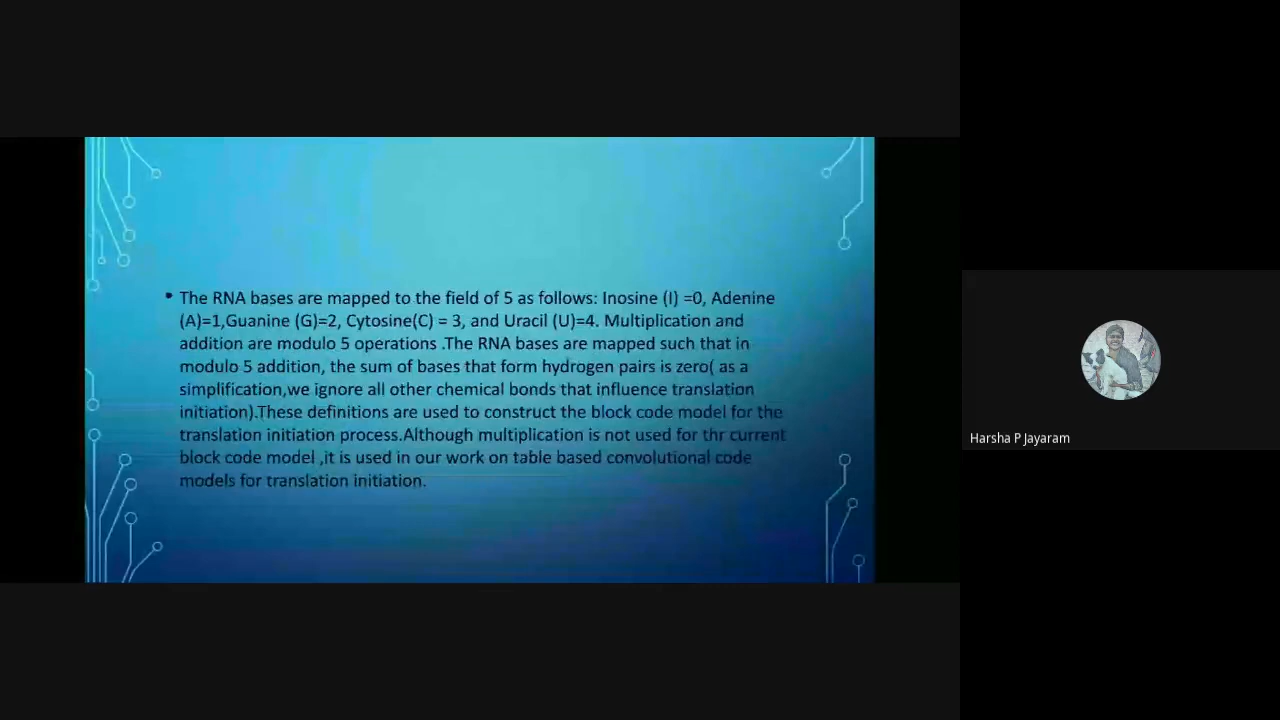 • The RNA bases are mapped to the field of 5 as follows: Inosine (I) =0, Adenine
(A)=1,Guanine (G)=2, Cytosine(C) = 3, and Uracil (U)=4. Multiplication and
addition are modulo 5 operations .The RNA bases are mapped such that in
modulo 5 addition, the sum of bases that form hydrogen pairs is zero( as a
simplification,we ignore all other chemical bonds that influence translation
initiation).These definitions are used to construct the block code model for the
translation initiation process.Although multiplication is not used for thr current
block code model ,it is used in our work on table based convolutional code
models for translation initiation.
Harsha P Jayaram